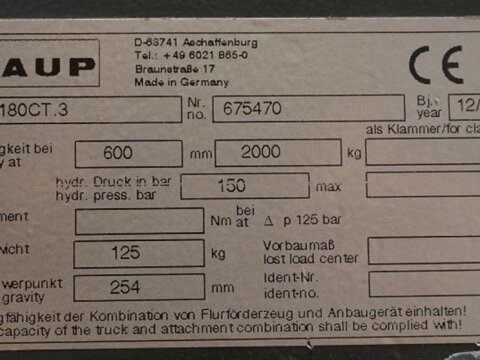 AUP
D-63741 Aschaffenburg
Tel.: +49 6021 865-0
Braunstraße 17
Made in Germany
CE
180CT.3
Nr. no. 675470
Bj.. year 12/
als Klammer/for cla
gkeit bei
y at 600 mm 2000 kg
hydr. Druck in bar
hydr. press. bar 150 max
ment Nm bei at Δ p 125 bar
wicht 125 kg
Vorbaumaß
lost load center
werpunkt
gravity 254 mm
Ident-Nr.
ident-no.
gfähigkeit der Kombination von Flurförderzeug und Anbaugerät einhalten!
capacity of the truck and attachment combination shall be complied with!